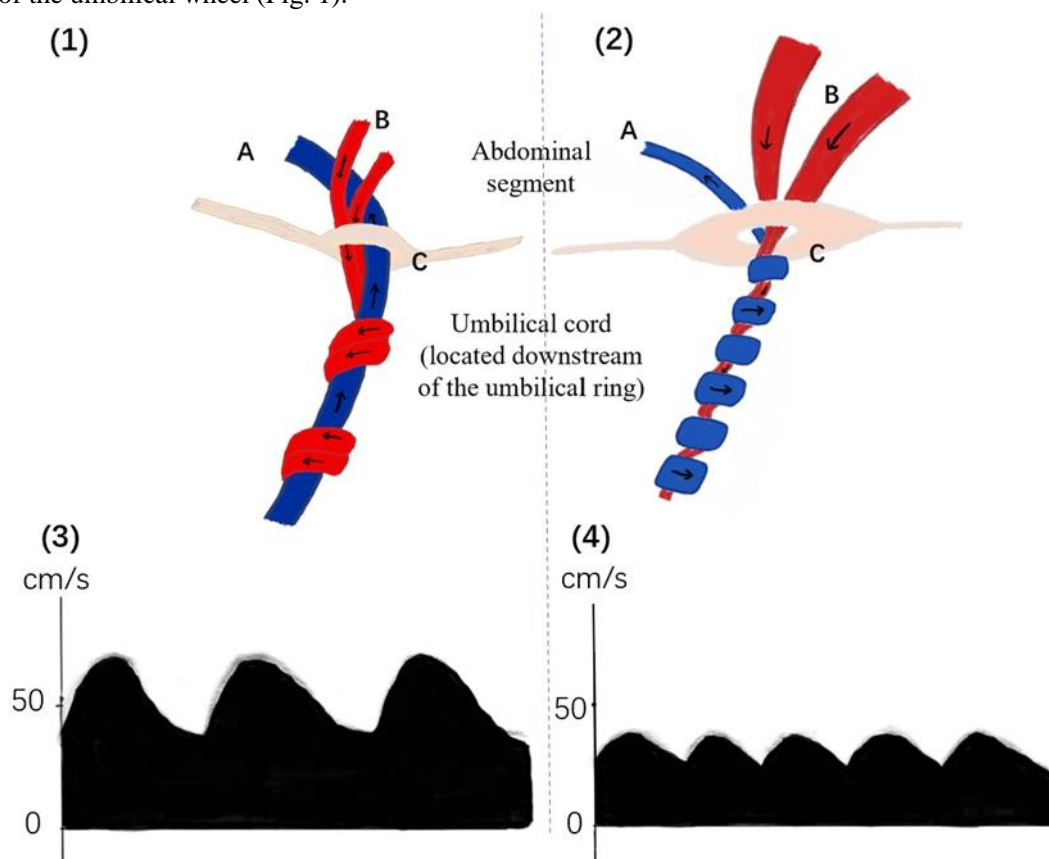 of the umbilical wheel (Fig. 1).
(1)
(2)
A
B
C
A
B
C
Abdominal
segment
Umbilical cord
(located downstream
of the umbilical ring)
(3)
cm/s
50
0
(4)
cm/s
50
0